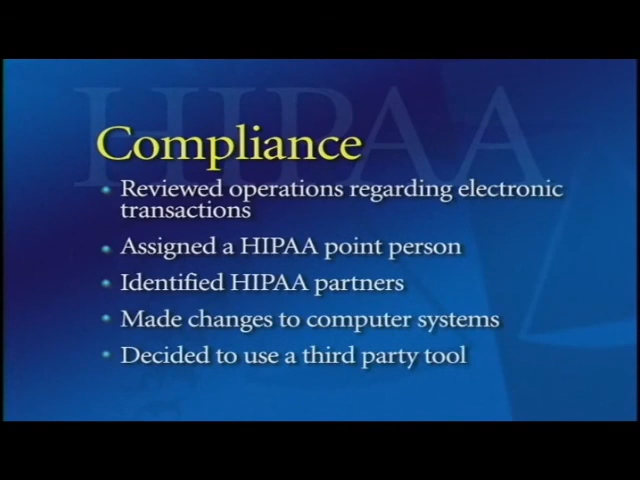 HIPAA
Compliance
• Reviewed operations regarding electronic
transactions
• Assigned a HIPAA point person
• Identified HIPAA partners
• Made changes to computer systems
• Decided to use a third party tool